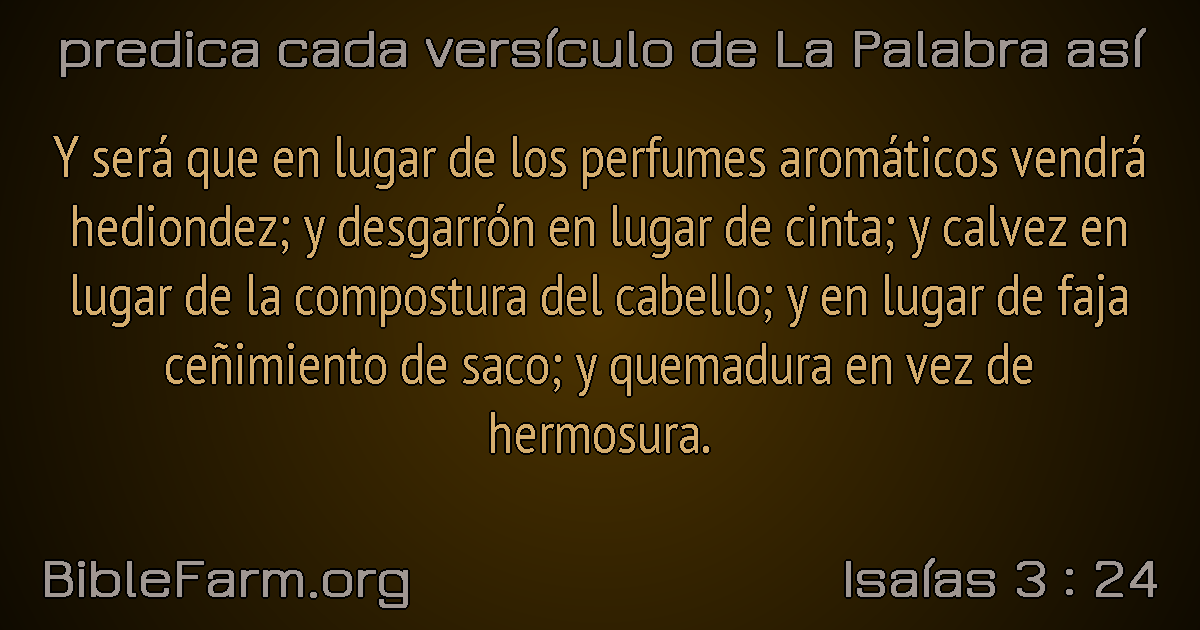 predica cada versículo de La Palabra así
Y será que en lugar de los perfumes aromáticos vendrá
hediondez; y desgarrón en lugar de cinta; y calvez en
lugar de la compostura del cabello; y en lugar de faja
ceñimiento de saco; y quemadura en vez de
hermosura.
BibleFarm.org
Isaías 3 : 24